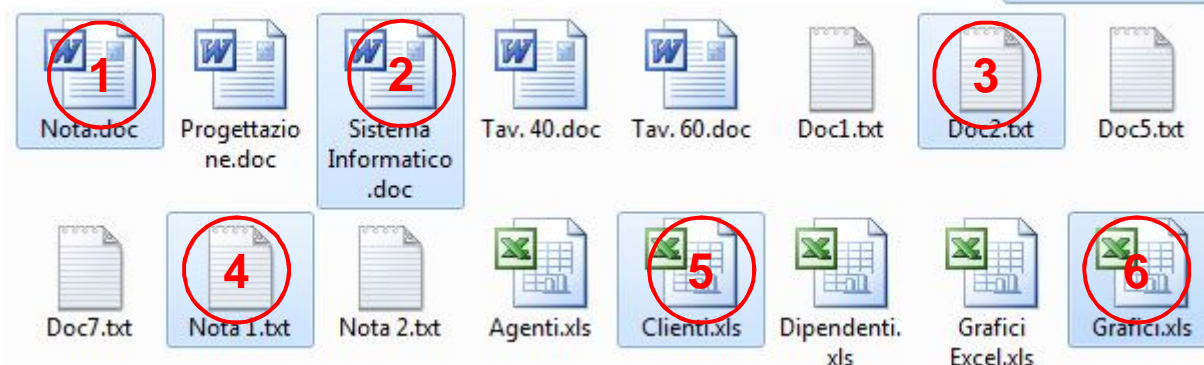 1
2
3
Nota.doc
Progettazio
ne.doc
Sistema
Informatico
.doc
Tav. 40.doc
Tav. 60.doc
Doc1.txt
Doc2.txt
Doc5.txt
4
5
6
Doc7.txt
Nota 1.txt
Nota 2.txt
Agenti.xls
Clienti.xls
Dipendenti.
xls
Grafici
Excel.xls
Grafici.xls